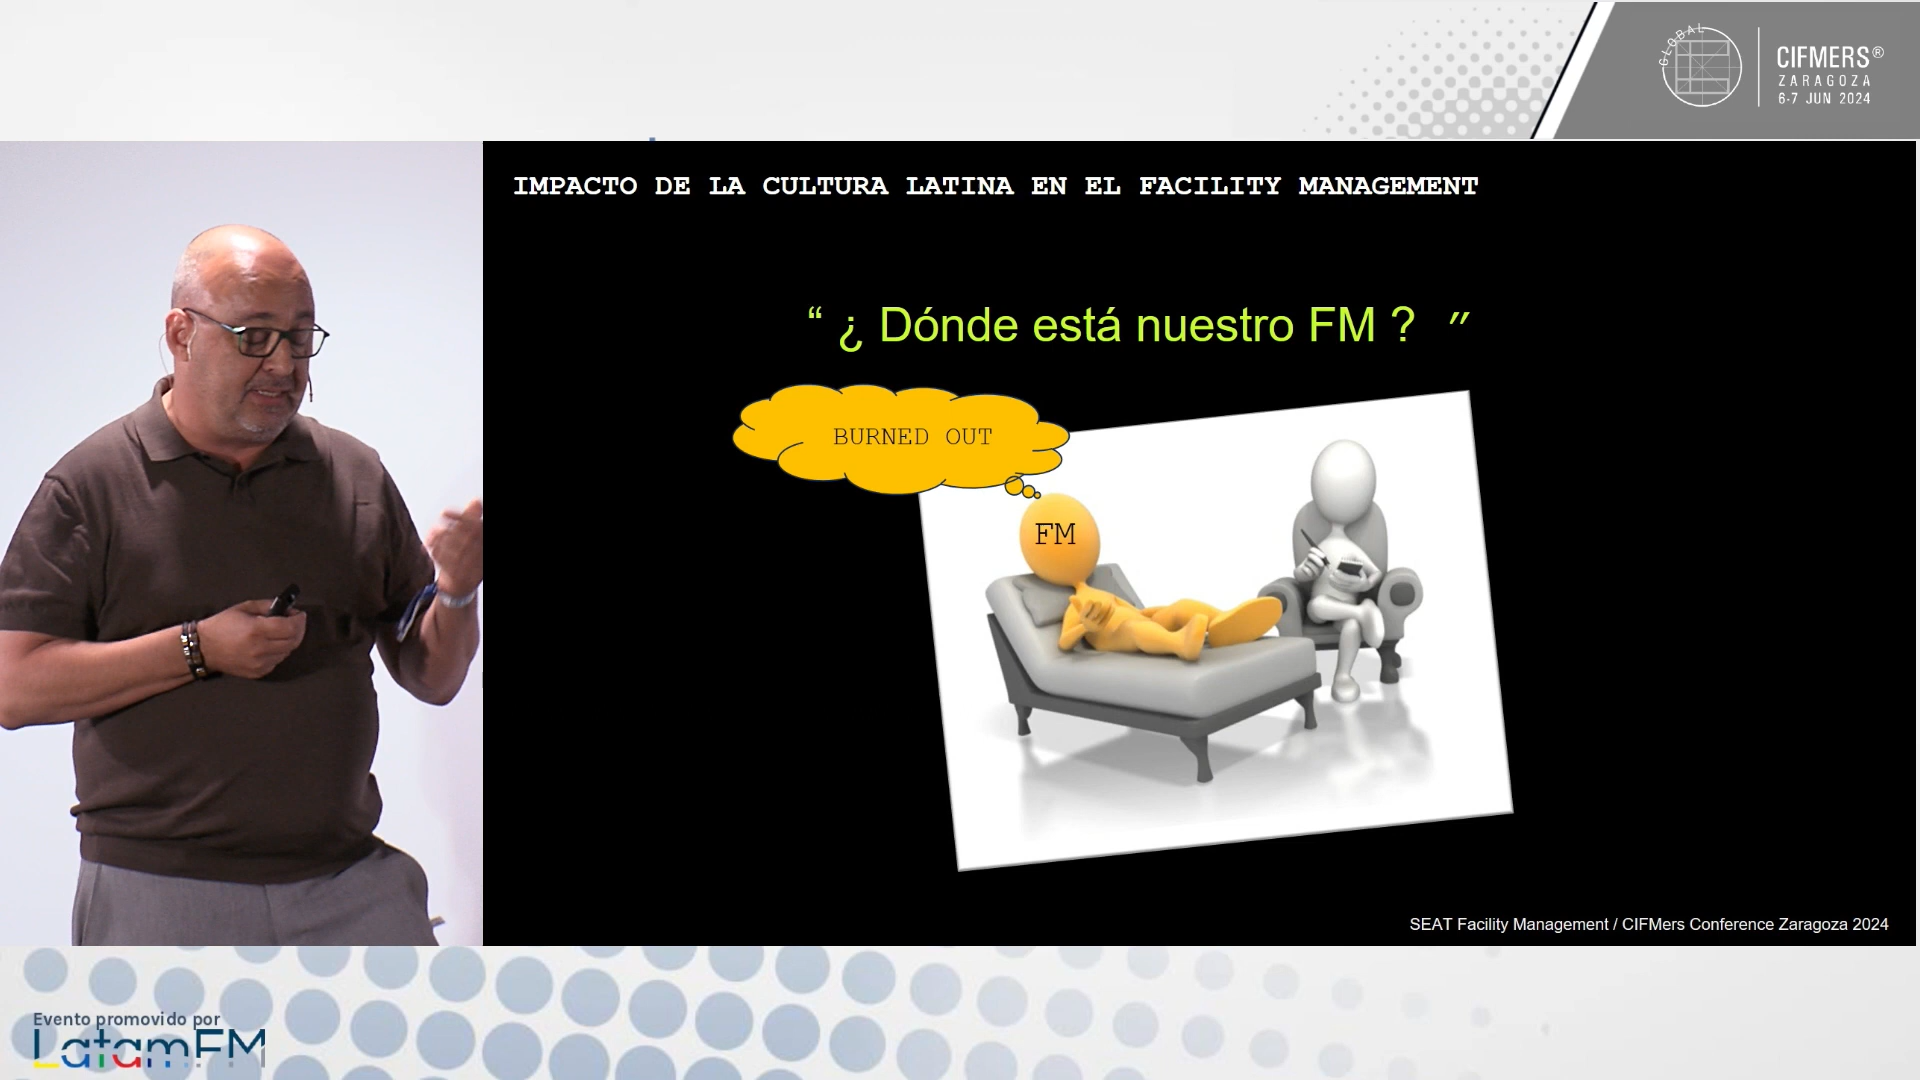 GLOBAL
CIFMERS®
ZARAGOZA
6-7 JUN 2024
IMPACTO DE LA CULTURA LATINA EN EL FACILITY MANAGEMENT
“ ¿ Dónde está nuestro FM ? ”
BURNED OUT
FM
SEAT Facility Management / CIFMers Conference Zaragoza 2024
Evento promovido por
LatamFM